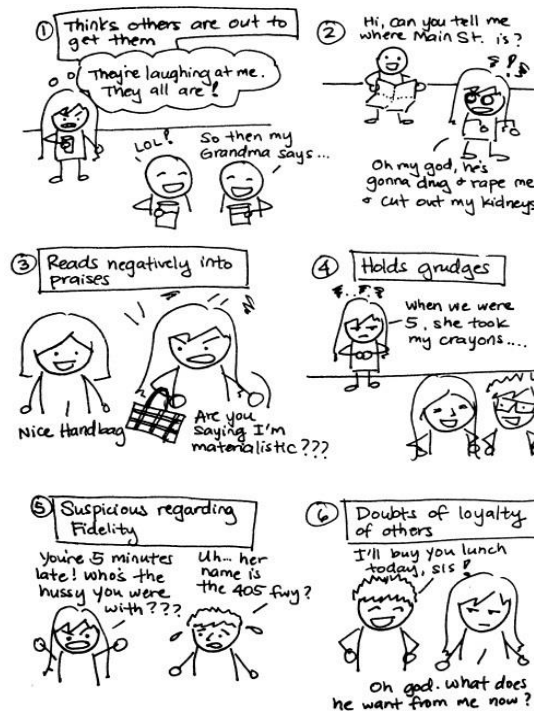 ① Thinks others are out to
get them
They're laughing at me.
They all are!
LOL!
So then my
Grandma says...
②
Hi, can you tell me
where Main St. is?
Oh my god, he's
gonna drug & rape me
& cut out my kidneys
③ Reads negatively into
praises
Nice Handbag
Are you
saying I'm
materialistic???
④ Holds grudges
When we were
5, she took
my crayons....
⑤ Suspicious regarding
Fidelity
You're 5 minutes
late! Who's the
hussy you were
with???
Uh... her
name is
the 405 fwy?
⑥ Doubts of loyalty
of others
I'll buy you lunch
today, sis!
Oh god. What does
he want from me now?